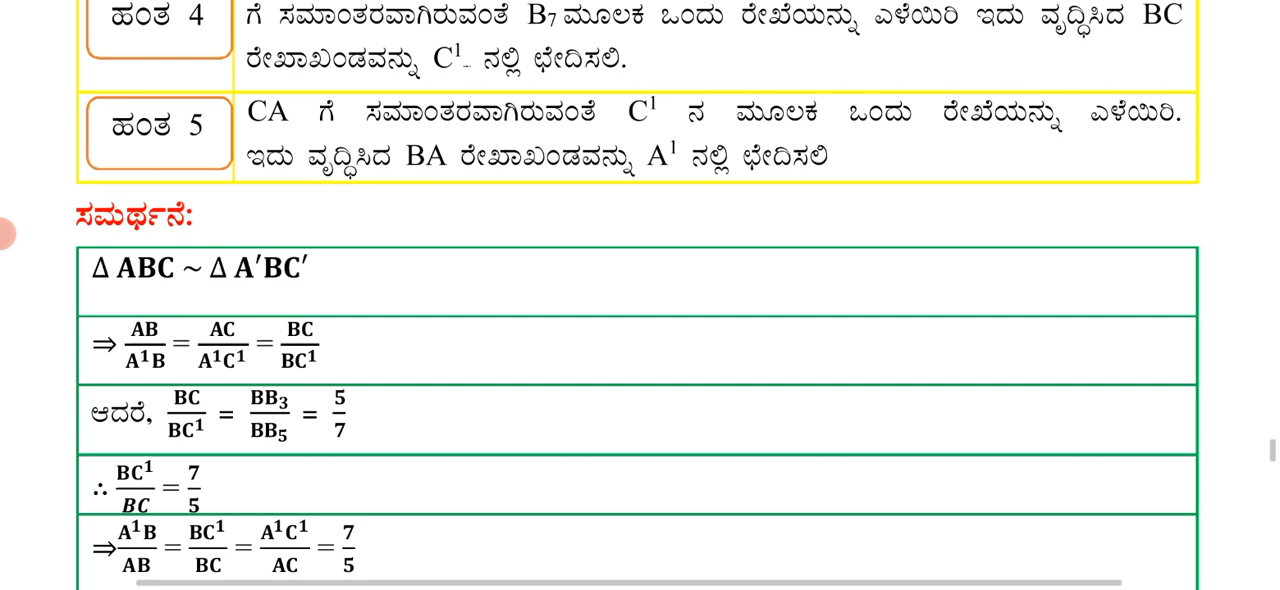 ಹಂತ 4
ಗೆ ಸಮಾಂತರವಾಗಿರುವಂತೆ B₇ ಮೂಲಕ ಒಂದು ರೇಖೆಯನ್ನು ಎಳೆಯಿರಿ ಇದು ವೃದ್ಧಿಸಿದ BC
ರೇಖಾಖಂಡವನ್ನು C¹ ನಲ್ಲಿ ಛೇದಿಸಲಿ.
ಹಂತ 5
CA ಗೆ ಸಮಾಂತರವಾಗಿರುವಂತೆ C¹ ನ ಮೂಲಕ ಒಂದು ರೇಖೆಯನ್ನು ಎಳೆಯಿರಿ.
ಇದು ವೃದ್ಧಿಸಿದ BA ರೇಖಾಖಂಡವನ್ನು A¹ ನಲ್ಲಿ ಛೇದಿಸಲಿ
ಸಮರ್ಥನೆ:
Δ ABC ~ Δ A′BC′
⇒ AB/A¹B = AC/A¹C¹ = BC/BC¹
ಆದರೆ, BC/BC¹ = BB₃/BB₅ = 5/7
∴ BC¹/BC = 7/5
⇒ A¹B/AB = BC¹/BC = A¹C¹/AC = 7/5